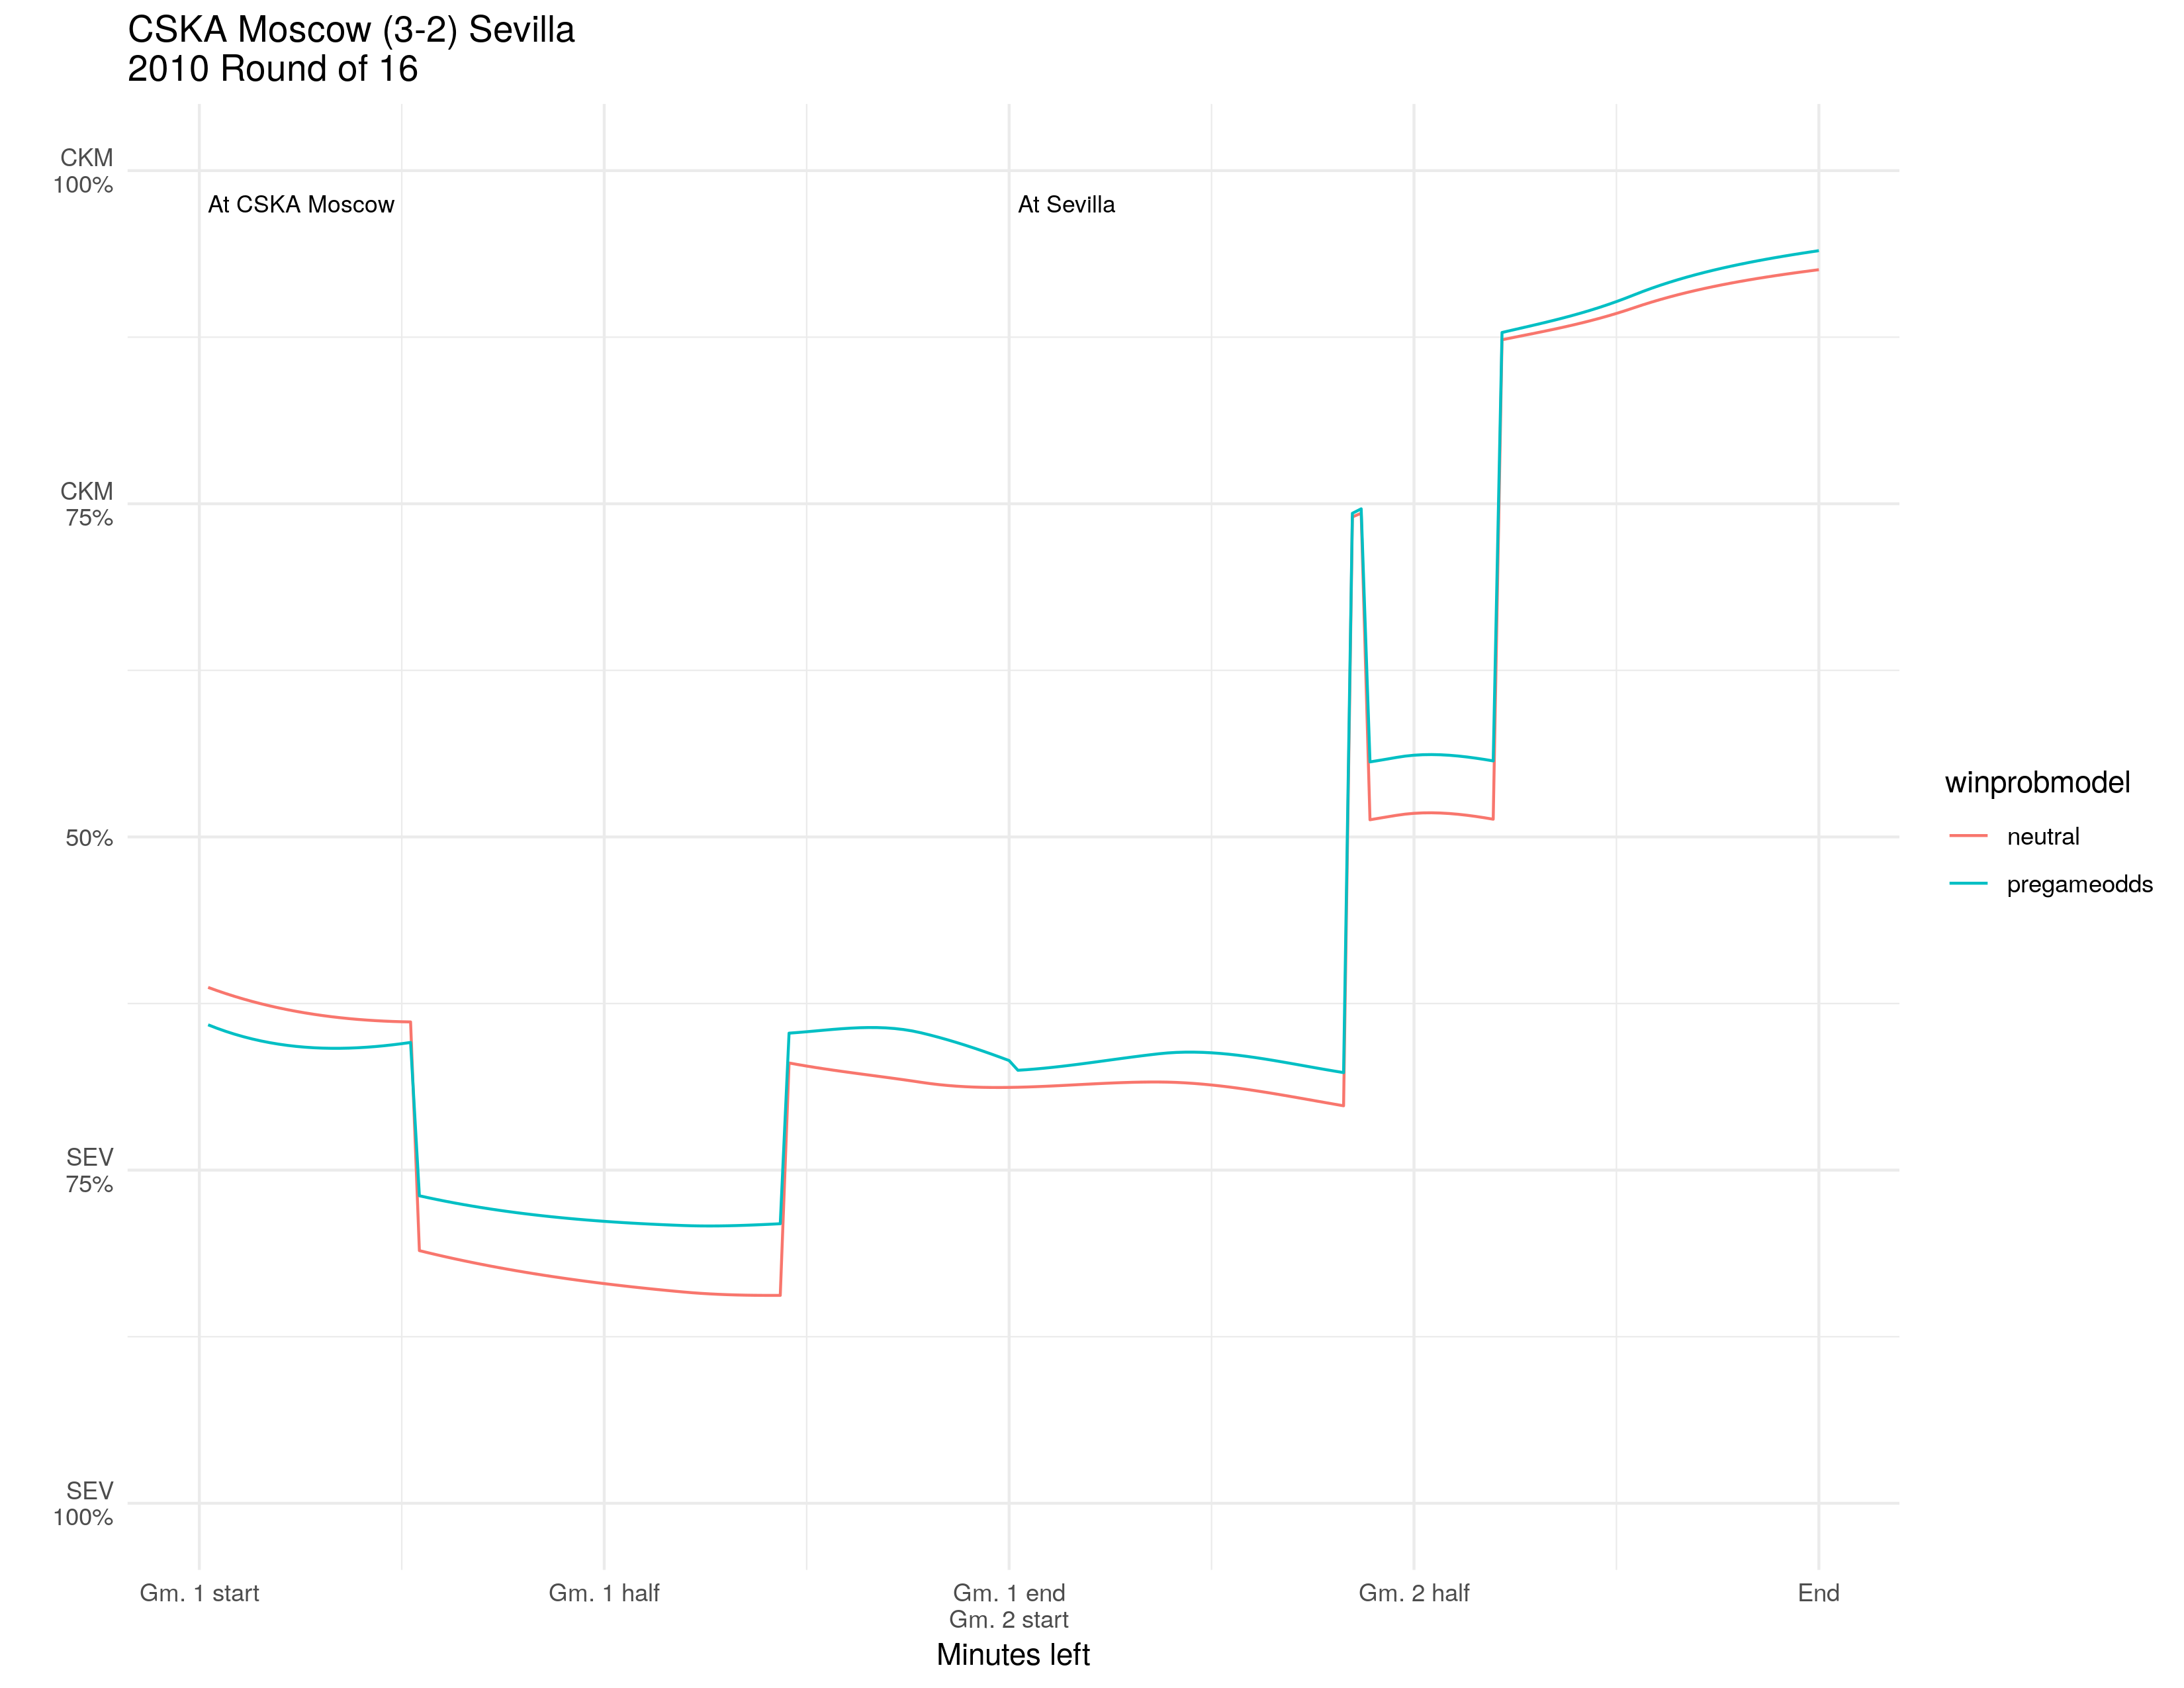 CSKA Moscow (3-2) Sevilla
2010 Round of 16
CKM
100%
At CSKA Moscow
At Sevilla
CKM
75%
50%
SEV
75%
SEV
100%
winprobmodel
neutral
pregameodds
Gm. 1 start
Gm. 1 half
Gm. 1 end
Gm. 2 start
Gm. 2 half
End
Minutes left